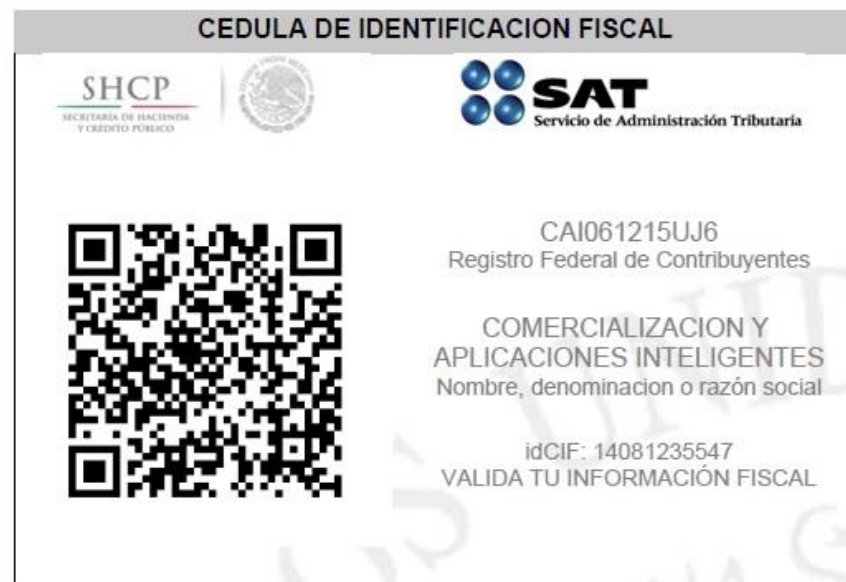 CEDULA DE IDENTIFICACION FISCAL
SHCP
SECRETARÍA DE HACIENDA
Y CRÉDITO PÚBLICO
SAT
Servicio de Administración Tributaria
CAI061215UJ6
Registro Federal de Contribuyentes
COMERCIALIZACION Y
APLICACIONES INTELIGENTES
Nombre, denominacion o razón social
idCIF: 14081235547
VALIDA TU INFORMACIÓN FISCAL